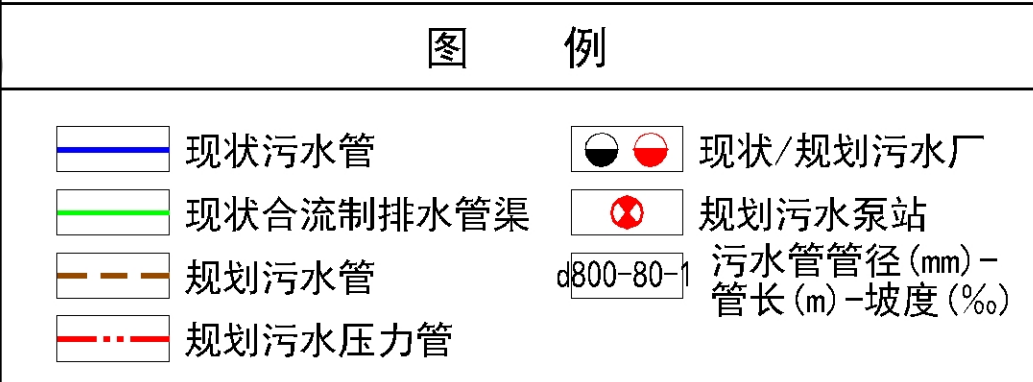 图 例
现状污水管
现状合流制排水管渠
规划污水管
规划污水压力管
现状/规划污水厂
规划污水泵站
d800-80-1 污水管管径(mm)-
管长(m)-坡度(‰)